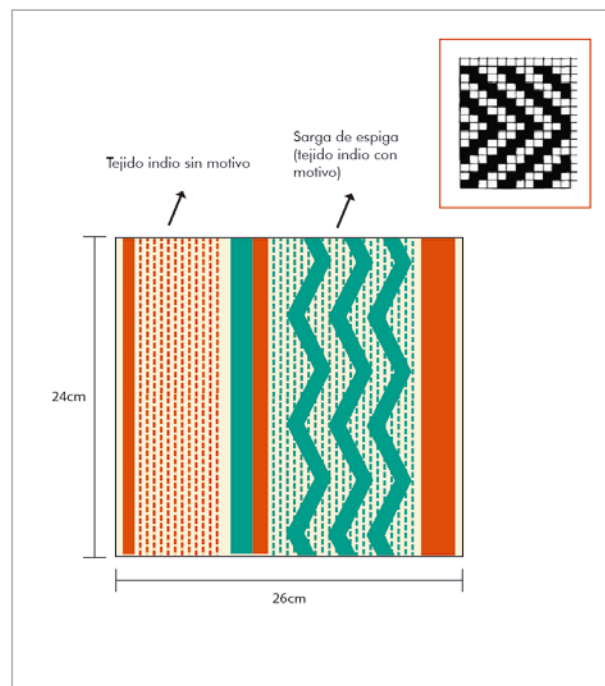 Tejido indio sin motivo
Sarga de espiga
(tejido indio con
motivo)
24cm
26cm